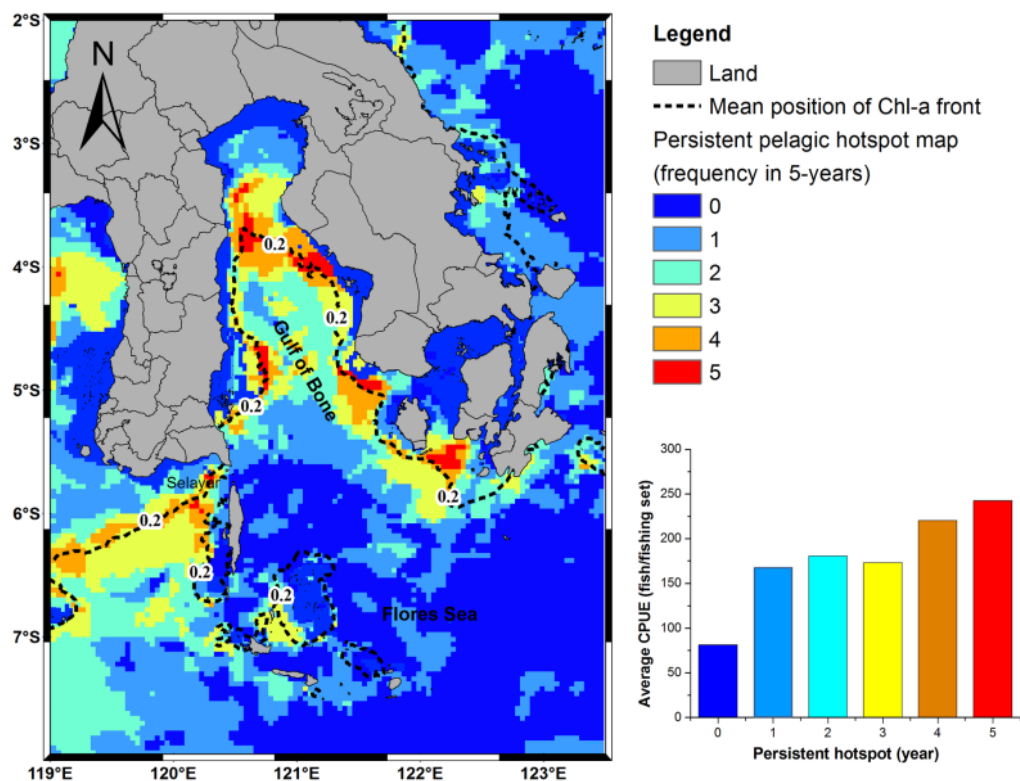 2°S
3°S
4°S
5°S
6°S
7°S
119°E
120°E
121°E
122°E
123°E
N
0.2
0.2
0.2
0.2
0.2
0.2
0.2
0.2
Gulf of Bone
Selayar
Flores Sea
Legend
Land
Mean position of Chl-a front
Persistent pelagic hotspot map
(frequency in 5-years)
0
1
2
3
4
5
Average CPUE (fish/fishing set)
300
250
200
150
100
50
0
0 1 2 3 4 5
Persistent hotspot (year)